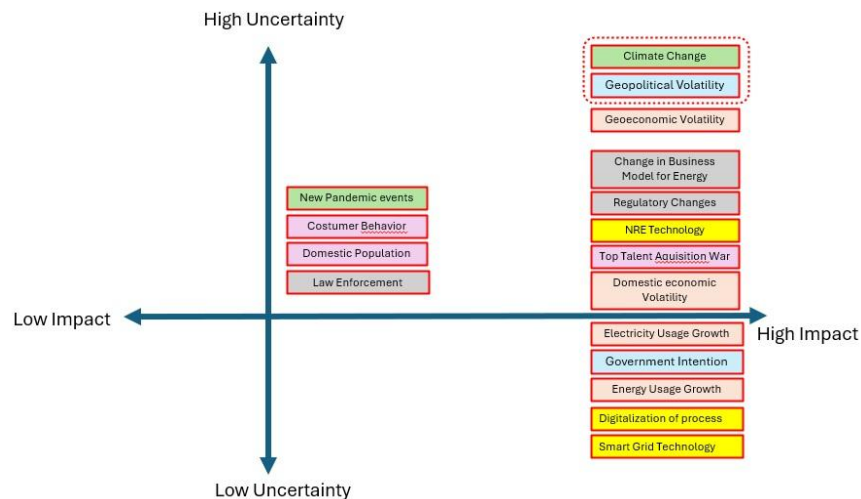 High Uncertainty
Climate Change
Geopolitical Volatility
Geoeconomic Volatility
Change in Business
Model for Energy
New Pandemic events
Regulatory Changes
Costumer Behavior
NRE Technology
Domestic Population
Top Talent Aquisition War
Law Enforcement
Domestic economic
Volatility
Low Impact
High Impact
Electricity Usage Growth
Government Intention
Energy Usage Growth
Digitalization of process
Smart Grid Technology
Low Uncertainty